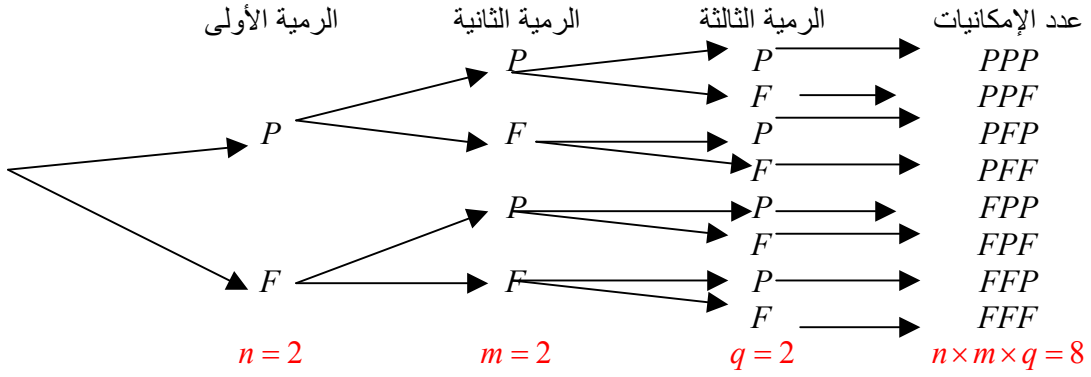 الرمية الأولى الرمية الثانية الرمية الثالثة عدد الإمكانيات
P P PPP
F PPF
P F P PFP
F PFF
P P FPP
F FPF
F F P FFP
F FFF
n = 2 m = 2 q = 2 n × m × q = 8